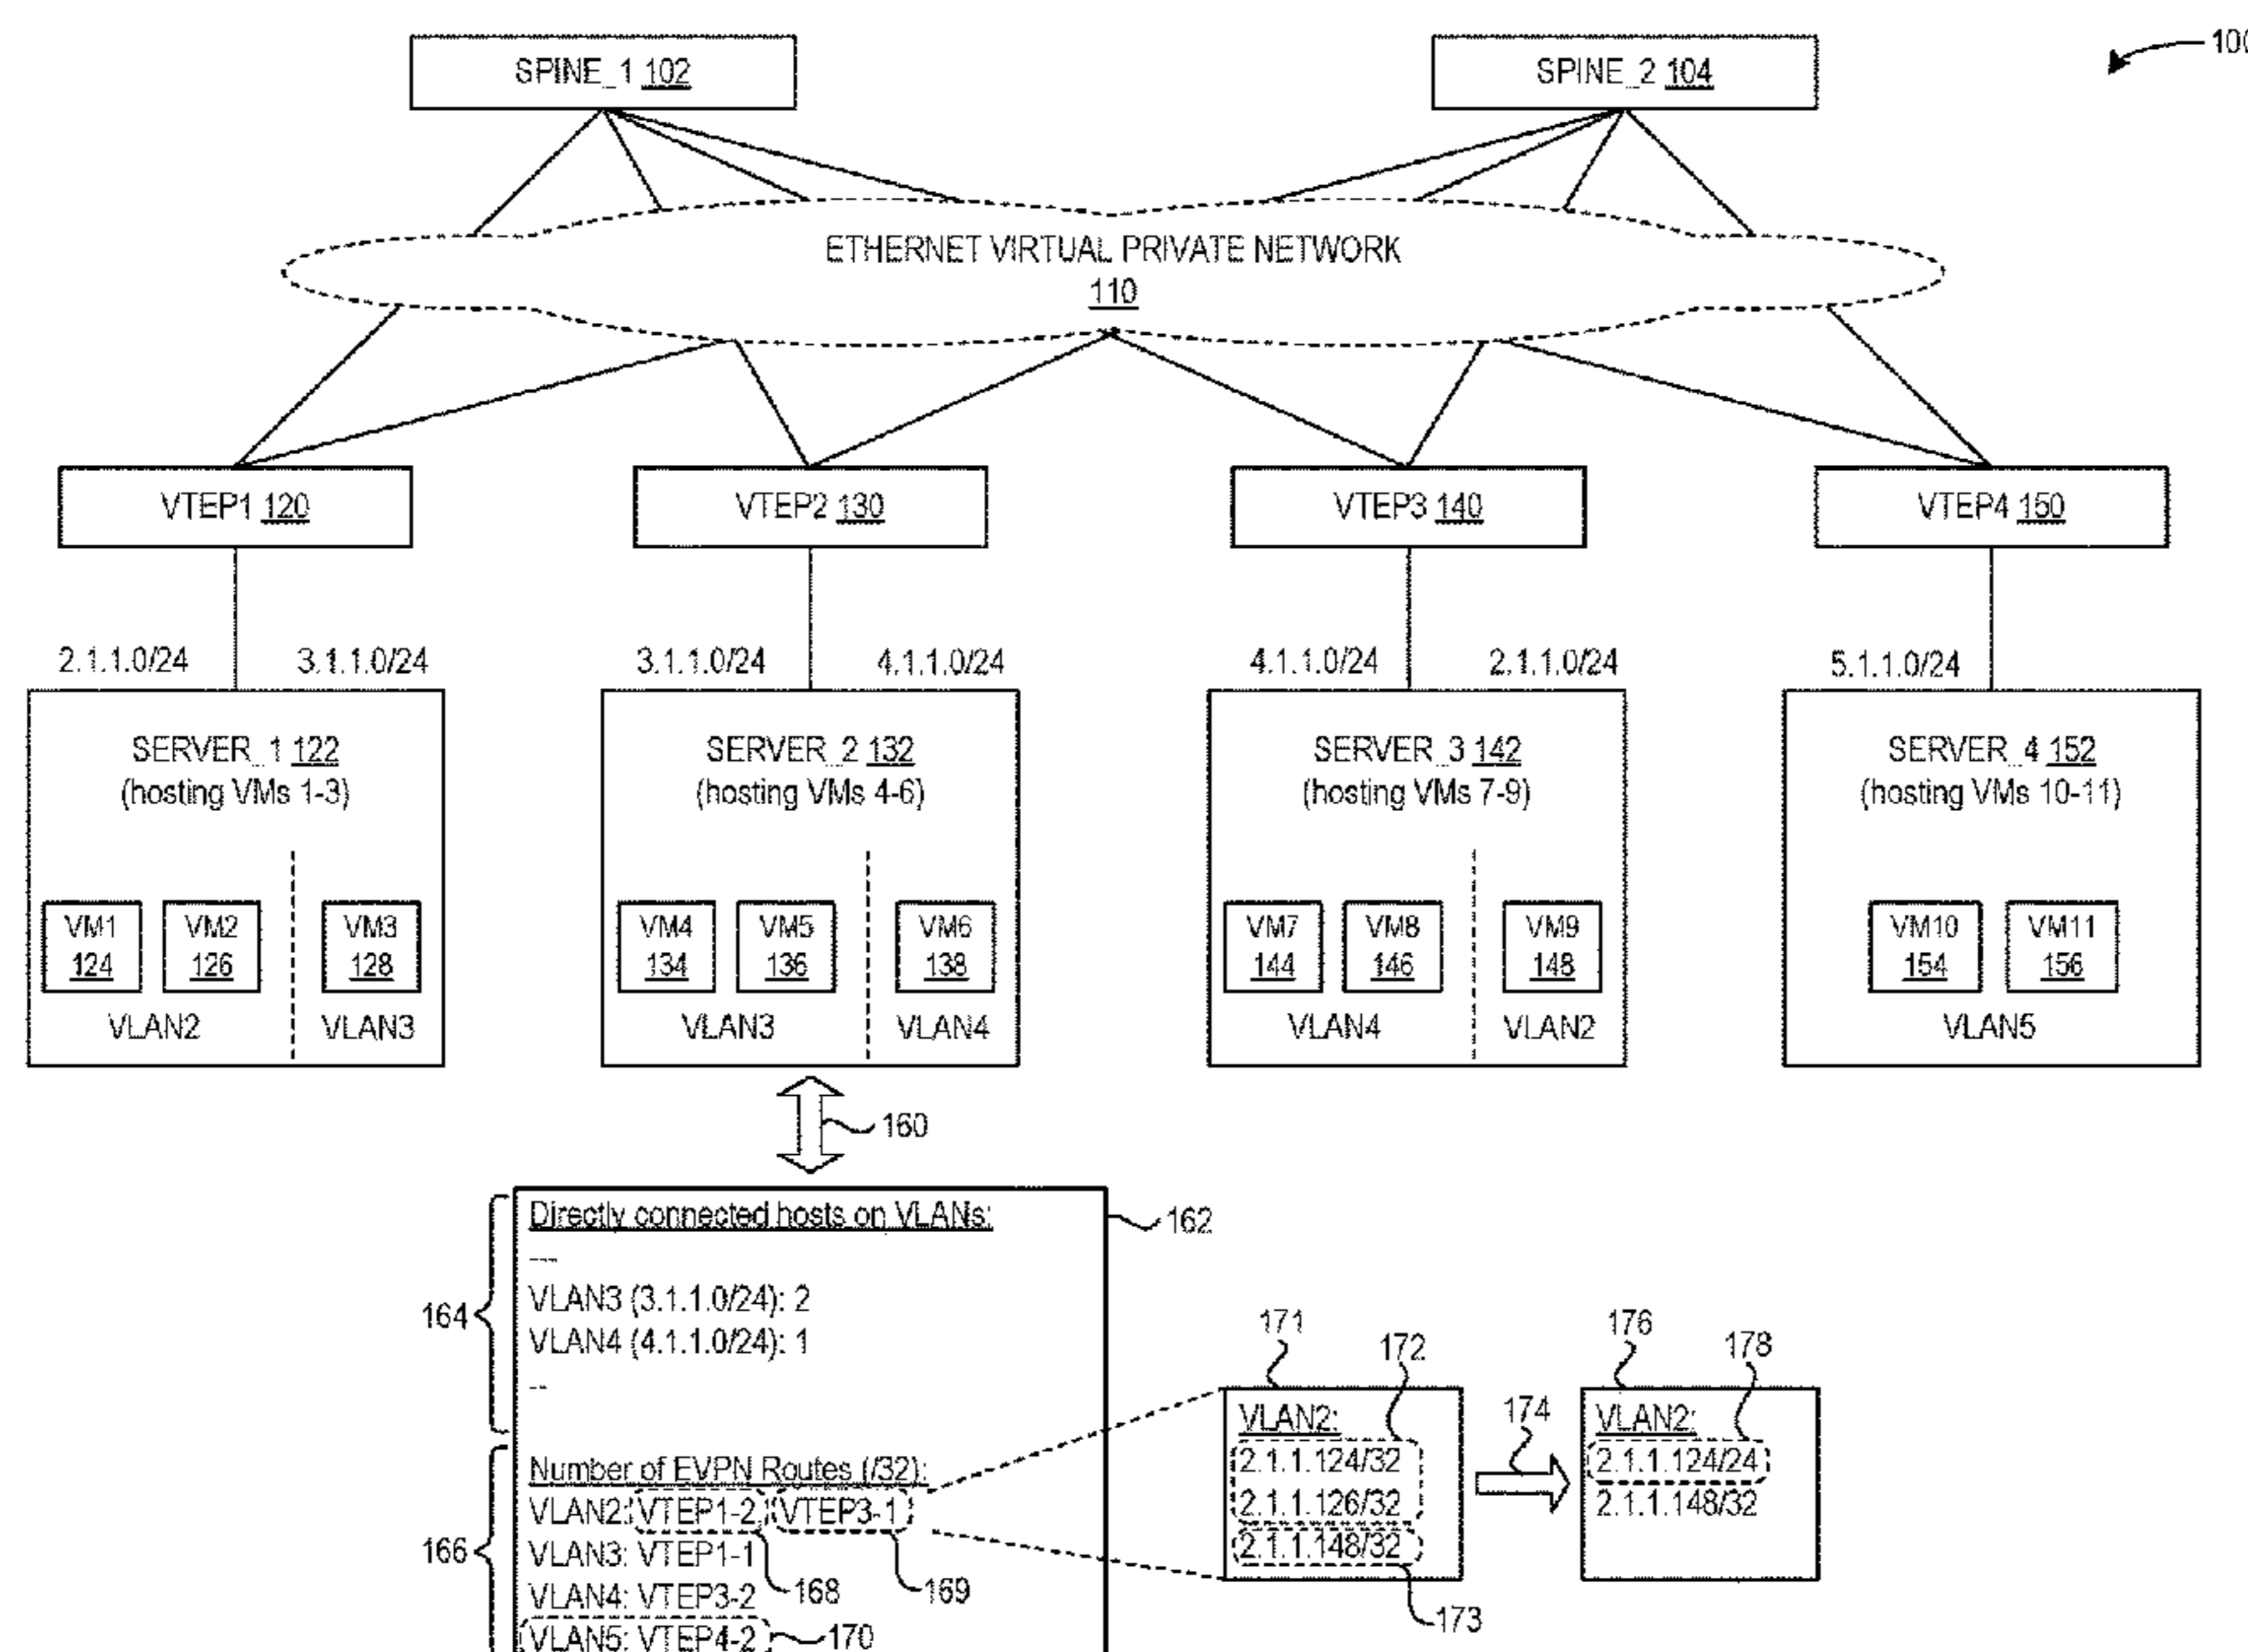 100
SPINE_1 102
SPINE_2 104
ETHERNET VIRTUAL PRIVATE NETWORK
110
VTEP1 120
VTEP2 130
VTEP3 140
VTEP4 150
2.1.1.0/24
3.1.1.0/24
3.1.1.0/24
4.1.1.0/24
4.1.1.0/24
2.1.1.0/24
5.1.1.0/24
SERVER_1 122
(hosting VMs 1-3)
VM1
124
VM2
126
VM3
128
VLAN2
VLAN3
SERVER_2 132
(hosting VMs 4-6)
VM4
134
VM5
136
VM6
138
VLAN3
VLAN4
SERVER_3 142
(hosting VMs 7-9)
VM7
144
VM8
146
VM9
148
VLAN4
VLAN2
SERVER_4 152
(hosting VMs 10-11)
VM10
154
VM11
156
VLAN5
160
162
164
Directly connected hosts on VLANs:
...
VLAN3 (3.1.1.0/24): 2
VLAN4 (4.1.1.0/24): 1
...
166
Number of EVPN Routes (/32):
VLAN2: VTEP1-2, VTEP3-1
VLAN3: VTEP1-1
VLAN4: VTEP3-2
VLAN5: VTEP4-2
168
169
170
171
172
VLAN2:
2.1.1.124/32
2.1.1.126/32
2.1.1.148/32
173
174
176
178
VLAN2:
2.1.1.124/24
2.1.1.148/32